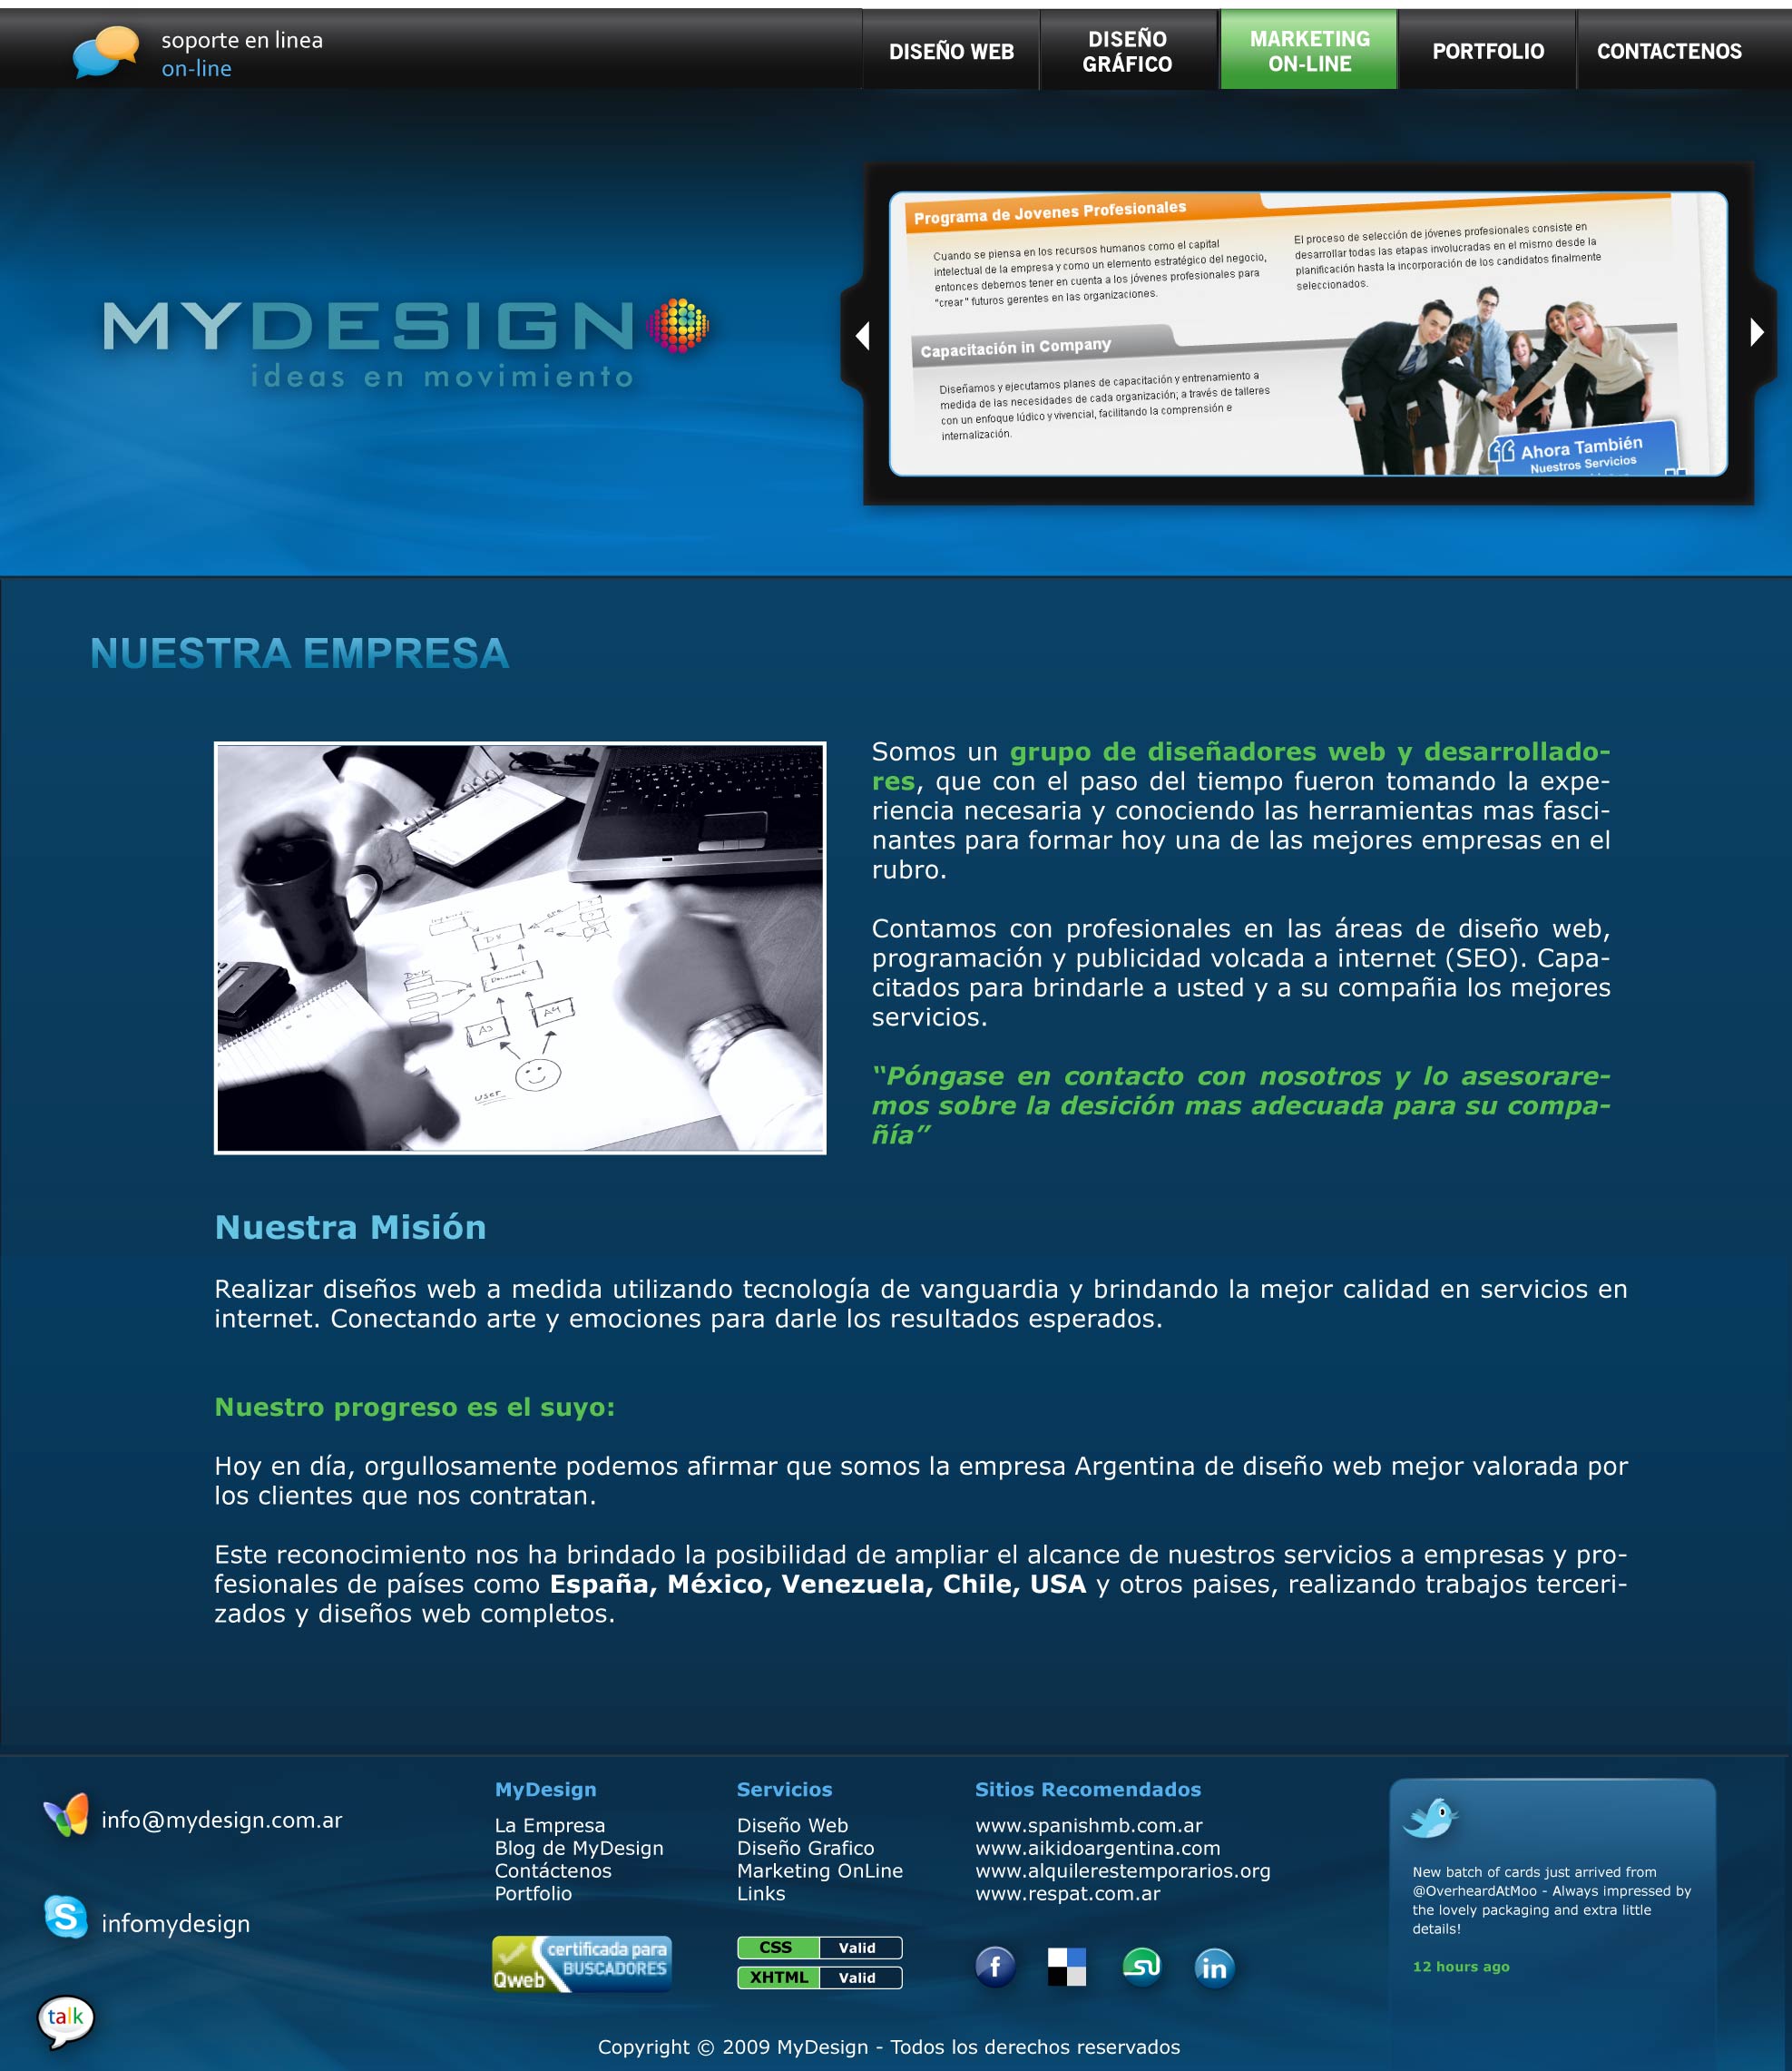 soporte en linea
on-line
DISEÑO WEB
DISEÑO
GRÁFICO
MARKETING
ON-LINE
PORTFOLIO
CONTACTENOS
MYDESIGN
ideas en movimiento
Programa de Jovenes Profesionales
Cuando se piensa en los recursos humanos como el capital
intelectual de la empresa y como un elemento estratégico del negocio,
entonces debemos tener en cuenta a los jóvenes profesionales para
"crear" futuros gerentes en las organizaciones.
El proceso de selección de jóvenes profesionales consiste en
desarrollar todas las etapas involucradas en el mismo desde la
planificación hasta la incorporación de los candidatos finalmente
seleccionados.
Capacitación in Company
Diseñamos y ejecutamos planes de capacitación y entrenamiento a
medida de las necesidades de cada organización; a través de talleres
con un enfoque lúdico y vivencial, facilitando la comprensión e
internalización.
Ahora También
Nuestros Servicios
NUESTRA EMPRESA
Somos un grupo de diseñadores web y desarrollado-
res, que con el paso del tiempo fueron tomando la expe-
riencia necesaria y conociendo las herramientas mas fasci-
nantes para formar hoy una de las mejores empresas en el
rubro.
Contamos con profesionales en las áreas de diseño web,
programación y publicidad volcada a internet (SEO). Capa-
citados para brindarle a usted y a su compañia los mejores
servicios.
“Póngase en contacto con nosotros y lo asesorare-
mos sobre la desición mas adecuada para su compa-
ñía”
User
Nuestra Misión
Realizar diseños web a medida utilizando tecnología de vanguardia y brindando la mejor calidad en servicios en
internet. Conectando arte y emociones para darle los resultados esperados.
Nuestro progreso es el suyo:
Hoy en día, orgullosamente podemos afirmar que somos la empresa Argentina de diseño web mejor valorada por
los clientes que nos contratan.
Este reconocimiento nos ha brindado la posibilidad de ampliar el alcance de nuestros servicios a empresas y pro-
fesionales de países como España, México, Venezuela, Chile, USA y otros paises, realizando trabajos terceri-
zados y diseños web completos.
info@mydesign.com.ar
infomydesign
talk
MyDesign
La Empresa
Blog de MyDesign
Contáctenos
Portfolio
Qweb certificada para
BUSCADORES
Servicios
Diseño Web
Diseño Grafico
Marketing OnLine
Links
CSS Valid
XHTML Valid
Sitios Recomendados
www.spanishmb.com.ar
www.aikidoargentina.com
www.alquilerestemporarios.org
www.respat.com.ar
New batch of cards just arrived from
@OverheardAtMoo - Always impressed by
the lovely packaging and extra little
details!
12 hours ago
Copyright © 2009 MyDesign - Todos los derechos reservados